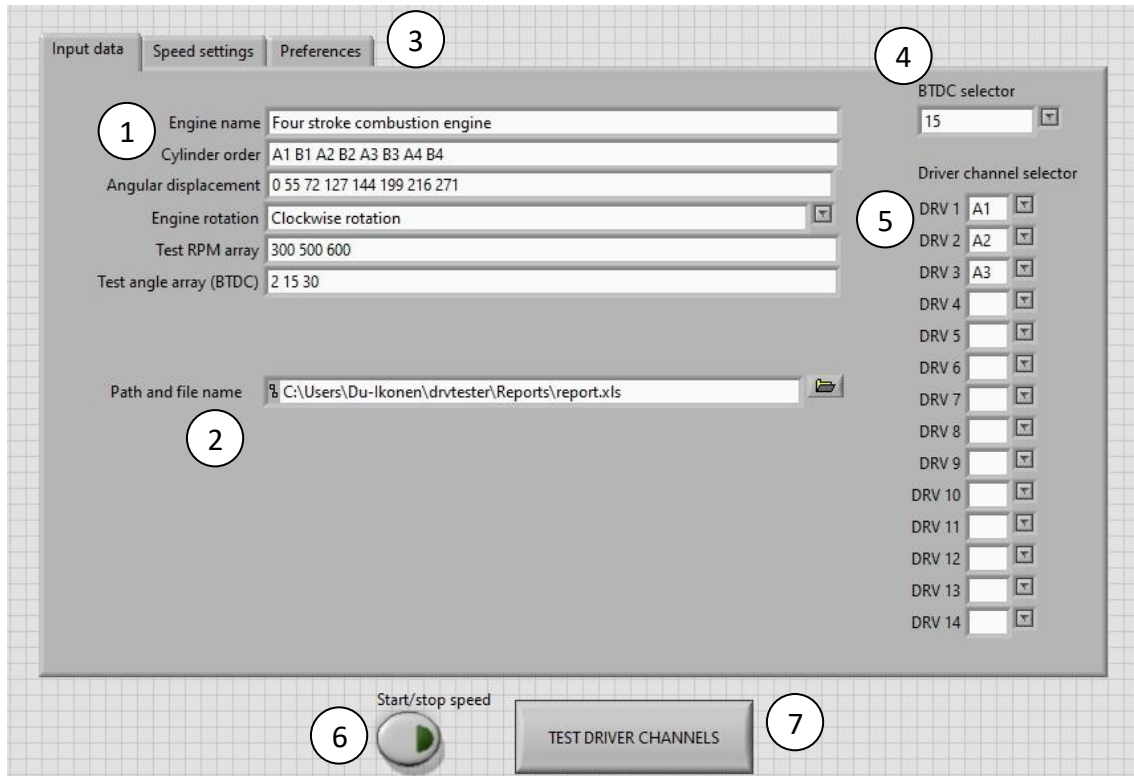 Input data Speed settings Preferences 3
4
BTDC selector
15
1
Engine name Four stroke combustion engine
Cylinder order A1 B1 A2 B2 A3 B3 A4 B4
Angular displacement 0 55 72 127 144 199 216 271
Engine rotation Clockwise rotation
Test RPM array 300 500 600
Test angle array (BTDC) 2 15 30
Path and file name C:\Users\Du-Ikonen\drvtester\Reports\report.xls
2
Driver channel selector
5
DRV 1 A1
DRV 2 A2
DRV 3 A3
DRV 4
DRV 5
DRV 6
DRV 7
DRV 8
DRV 9
DRV 10
DRV 11
DRV 12
DRV 13
DRV 14
Start/stop speed
6
TEST DRIVER CHANNELS
7